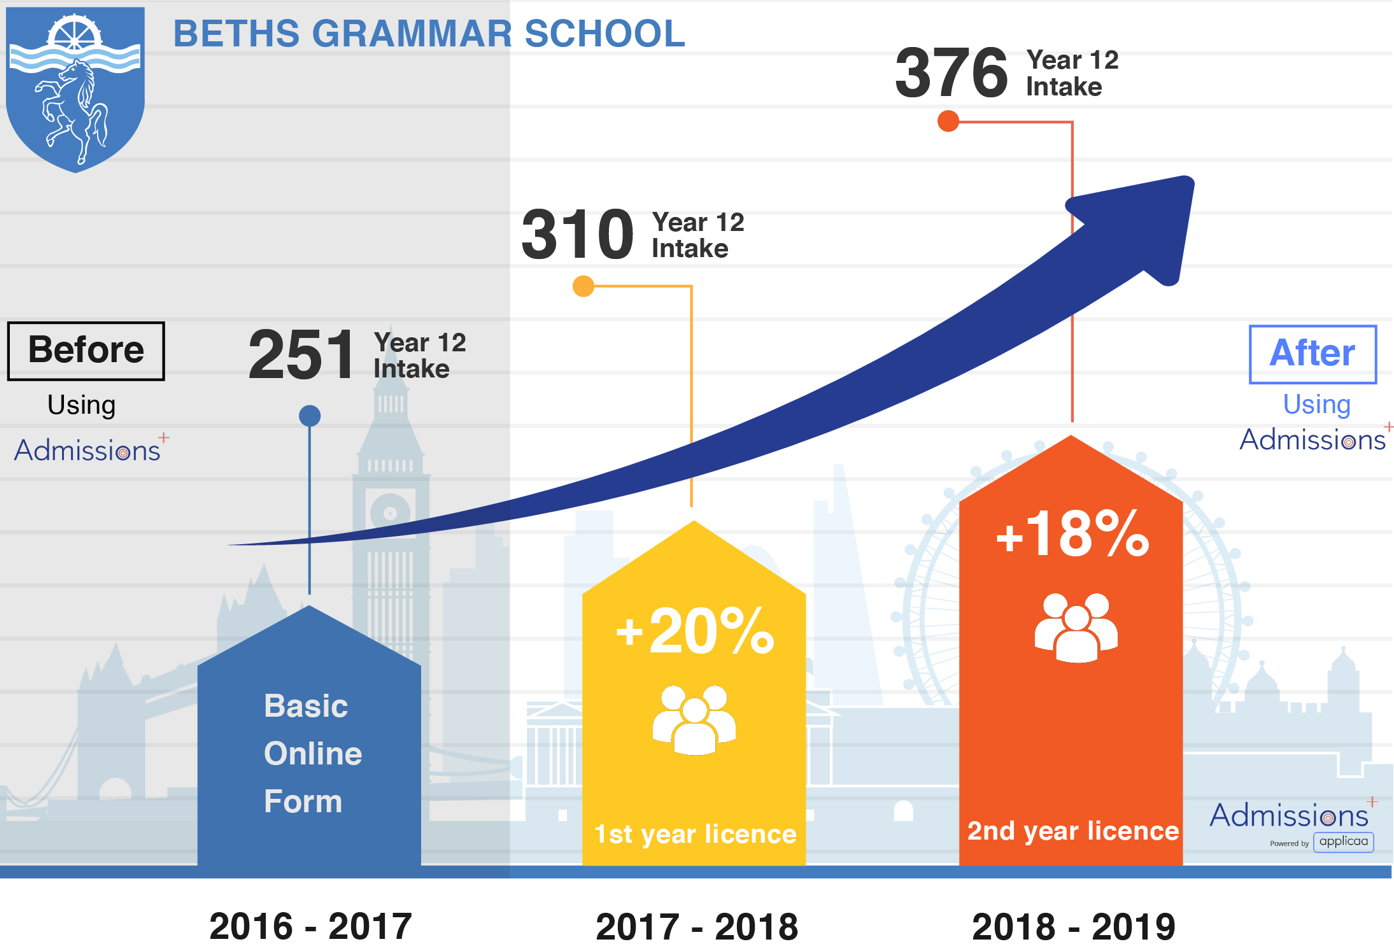 BETHS GRAMMAR SCHOOL
376 Year 12
Intake
310 Year 12
Intake
Before
Using
Admissions+
251 Year 12
Intake
After
Using
Admissions+
+18%
+20%
Basic
Online
Form
1st year licence
2nd year licence
Admissions+
Powered by applicaa
2016 - 2017
2017 - 2018
2018 - 2019